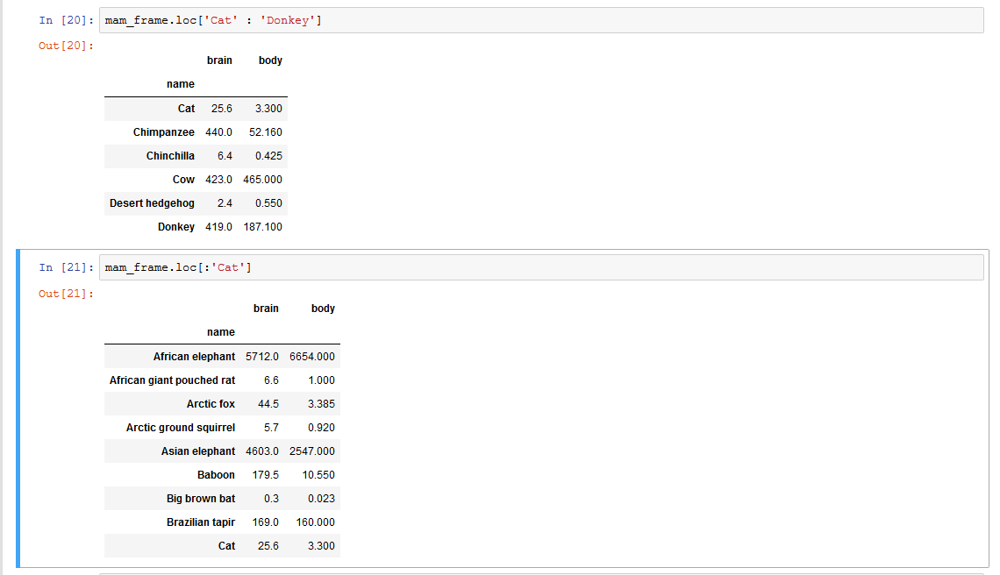 In [20]: mam_frame.loc['Cat' : 'Donkey']
Out[20]:
brain body
name
Cat 25.6 3.300
Chimpanzee 440.0 52.160
Chinchilla 6.4 0.425
Cow 423.0 465.000
Desert hedgehog 2.4 0.550
Donkey 419.0 187.100
In [21]: mam_frame.loc[:'Cat']
Out[21]:
brain body
name
African elephant 5712.0 6654.000
African giant pouched rat 6.6 1.000
Arctic fox 44.5 3.385
Arctic ground squirrel 5.7 0.920
Asian elephant 4603.0 2547.000
Baboon 179.5 10.550
Big brown bat 0.3 0.023
Brazilian tapir 169.0 160.000
Cat 25.6 3.300